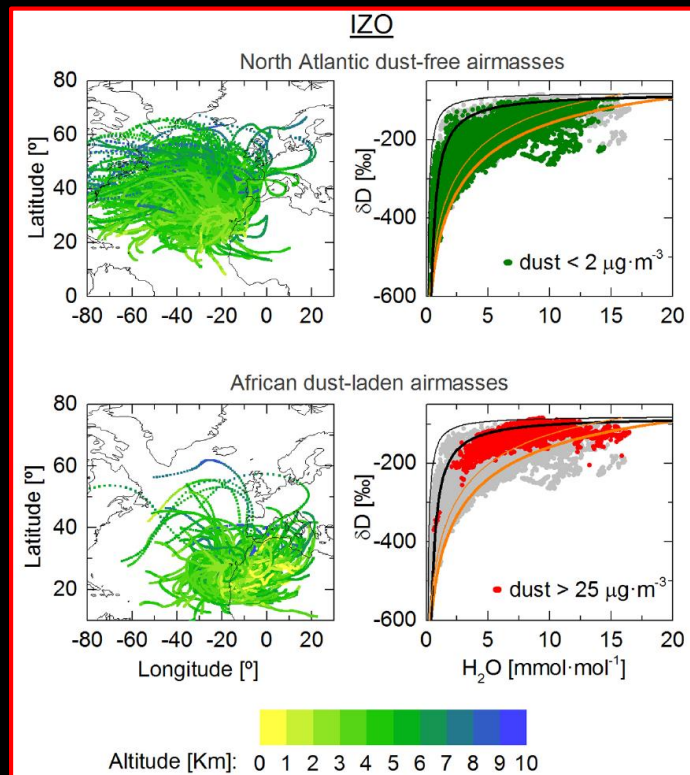 IZO
North Atlantic dust-free airmasses
80
60
40
20
0
Latitude [º]
-80 -60 -40 -20 0 20
-200
-400
-600
δD [‰]
dust < 2 µg·m⁻³
0 5 10 15 20
African dust-laden airmasses
80
60
40
20
Latitude [º]
-80 -60 -40 -20 0 20
Longitude [º]
-200
-400
-600
δD [‰]
dust > 25 µg·m⁻³
0 5 10 15 20
H₂O [mmol·mol⁻¹]
Altitude [Km]: 0 1 2 3 4 5 6 7 8 9 10